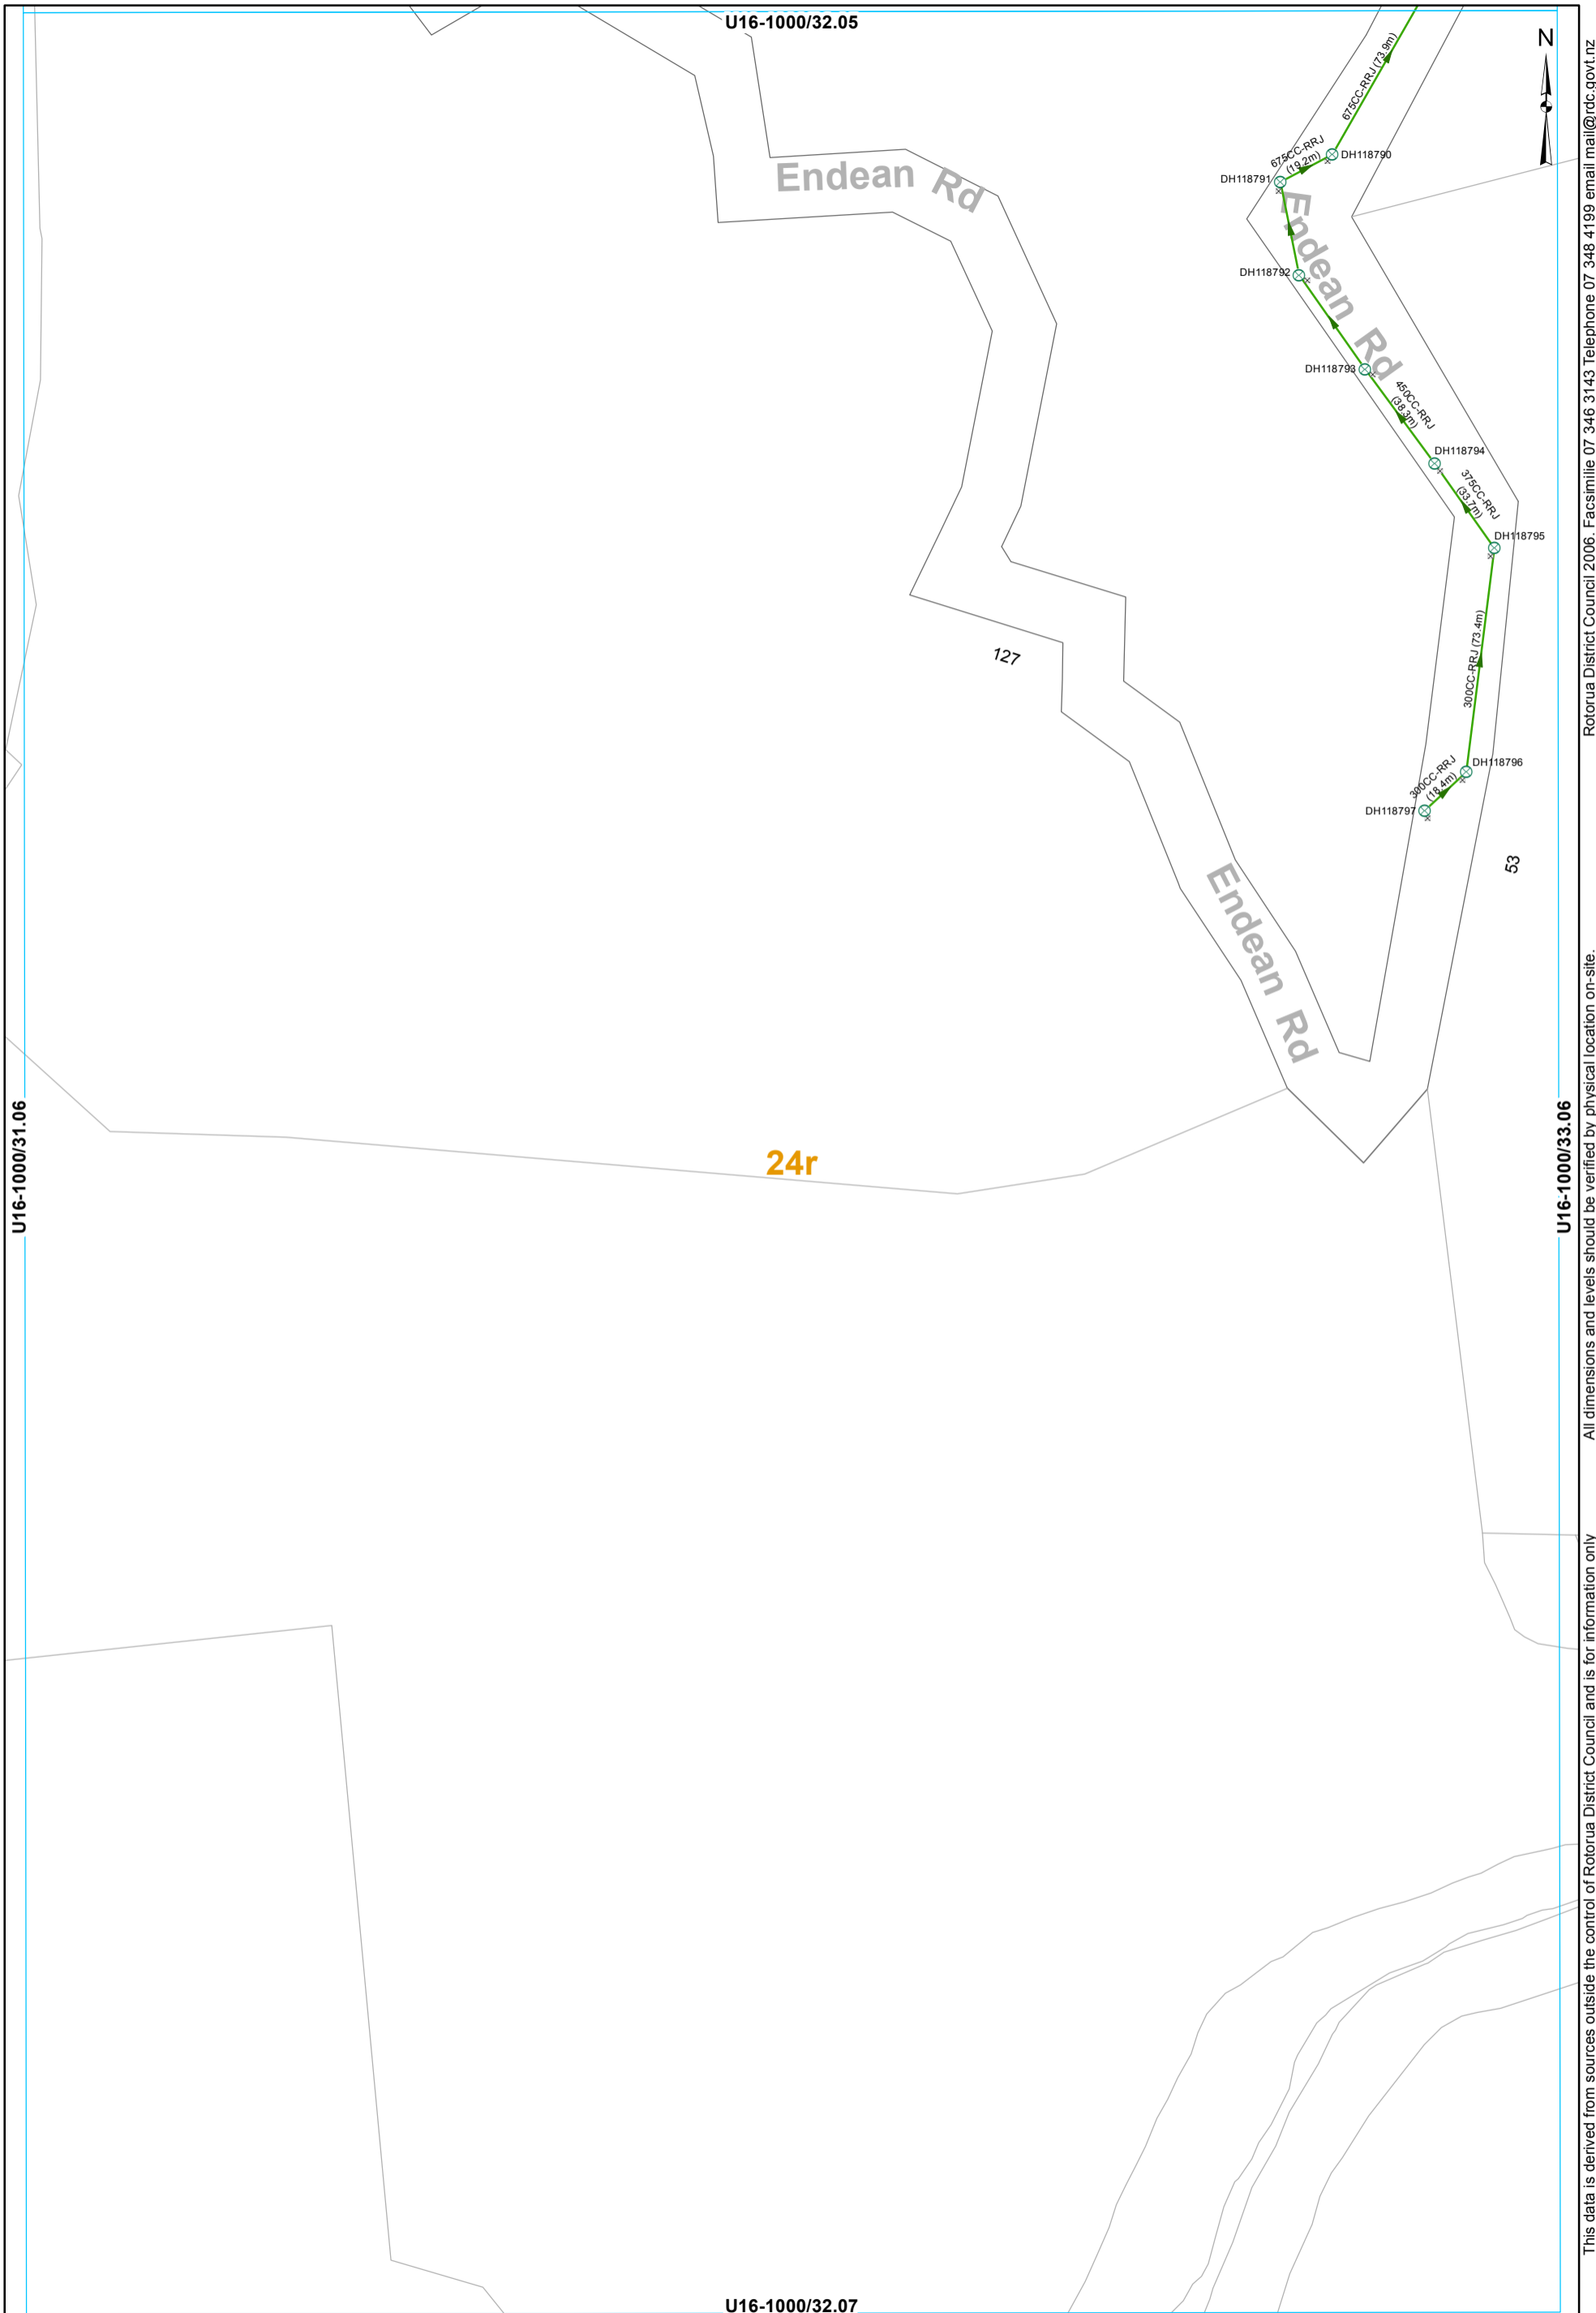 U16-1000/32.05
N
675CC-RRJ (73.9m)
675CC-RRJ
(19.2m)
DH118790
DH118791
Endean Rd
Endean Rd
DH118792
DH118793
450CC-RRJ
(38.3m)
DH118794
375CC-RRJ
(33.7m)
DH118795
127
300CC-RRJ (73.4m)
DH118796
300CC-RRJ
(18.4m)
DH118797
53
Endean Rd
U16-1000/31.06
24r
U16-1000/33.06
U16-1000/32.07
This data is derived from sources outside the control of Rotorua District Council and is for information only
All dimensions and levels should be verified by physical location on-site.
Rotorua District Council 2006. Facsimilie 07 346 3143 Telephone 07 348 4199 email mail@rdc.govt.nz